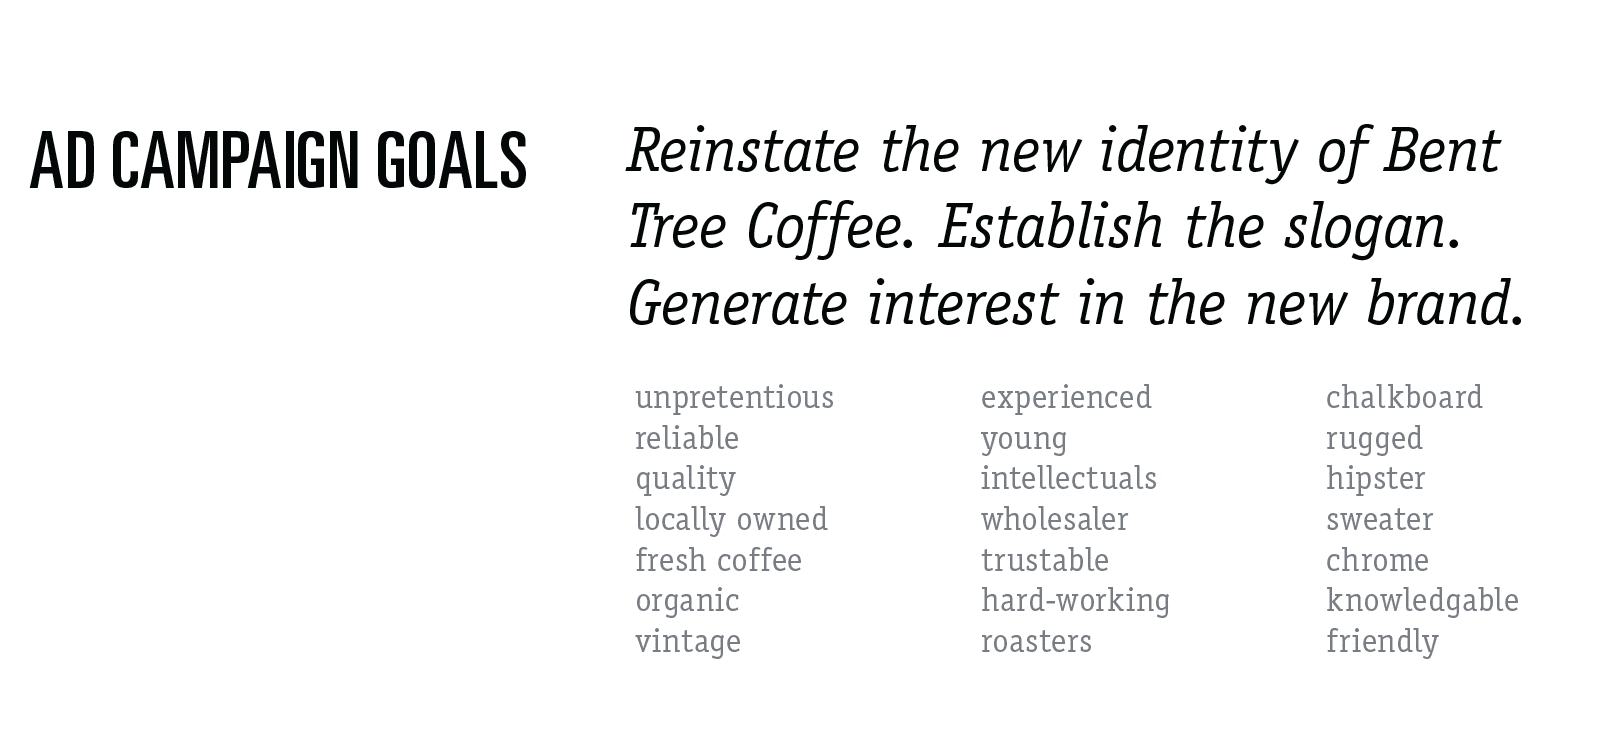 AD CAMPAIGN GOALS
Reinstate the new identity of Bent
Tree Coffee. Establish the slogan.
Generate interest in the new brand.
unpretentious
reliable
quality
locally owned
fresh coffee
organic
vintage
experienced
young
intellectuals
wholesaler
trustable
hard-working
roasters
chalkboard
rugged
hipster
sweater
chrome
knowledgable
friendly